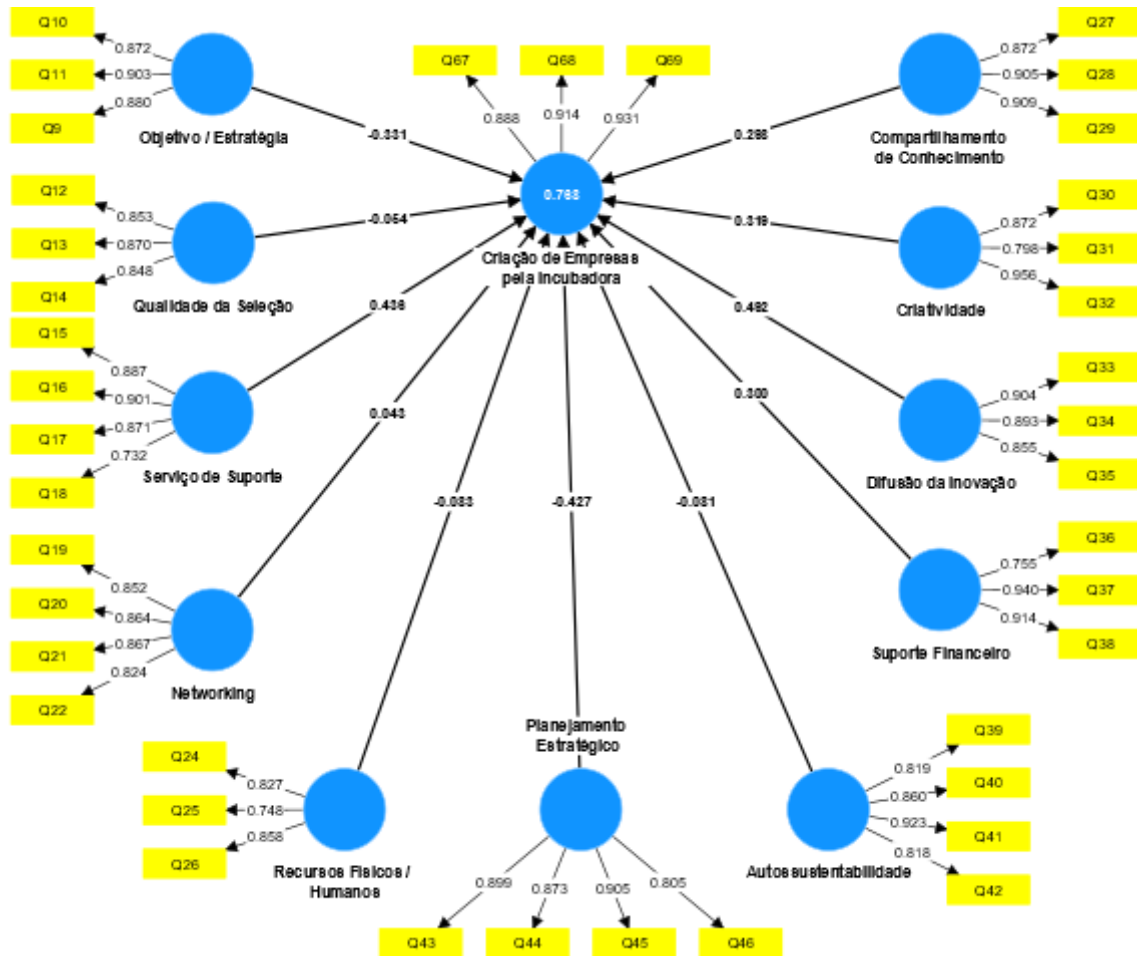 Q10
0.872
Q11
0.903
0.880
Q9
Objetivo / Estratégia
-0.331
Q67
Q68
Q69
0.888
0.914
0.931
Criação de Empresas
pela Incubadora
Q27
0.872
Q28
0.905
0.909
Q29
Compartilhamento
de Conhecimento
Q12
0.853
Q13
0.870
0.848
Q14
Qualidade da Seleção
Q30
0.872
Q31
0.798
0.956
Q32
Criatividade
0.319
Q15
0.887
Q16
0.901
Q17
0.871
0.732
Q18
Serviço de Suporte
0.436
Q33
0.904
Q34
0.893
0.855
Q35
Difusão da Inovação
Q19
0.852
Q20
0.864
Q21
0.867
0.824
Q22
Networking
0.043
Q36
0.755
Q37
0.940
0.914
Q38
Suporte Financeiro
0.300
Q24
0.827
Q25
0.748
0.858
Q26
Recursos Físicos /
Humanos
-0.083
Planejamento
Estratégico
-0.427
0.899
0.873
0.905
0.805
Q43
Q44
Q45
Q46
Q39
0.819
Q40
0.860
0.923
Q41
0.818
Q42
Autossustentabilidade
-0.081